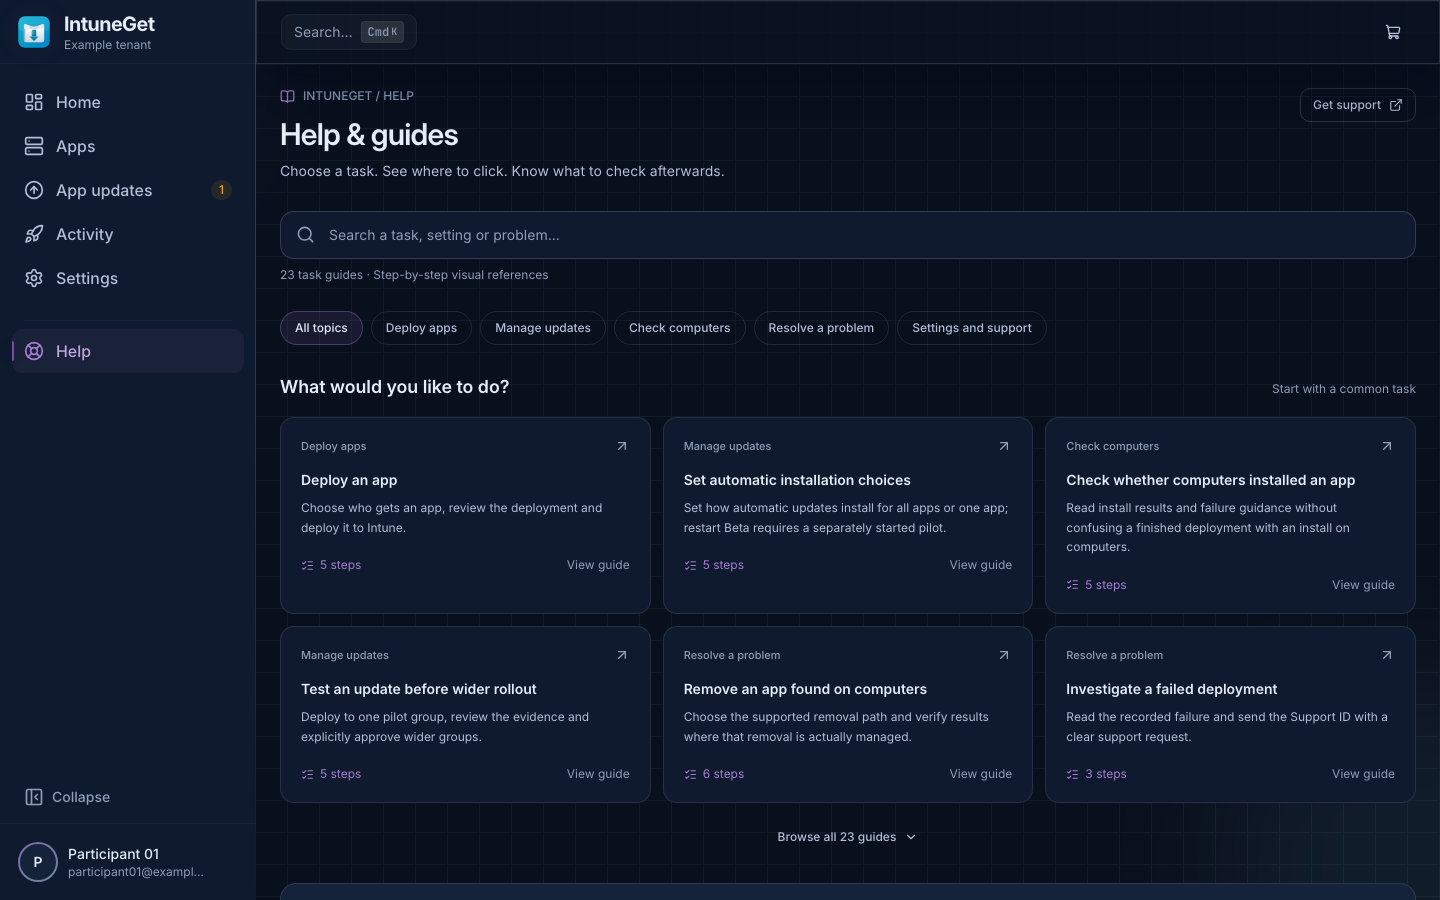 IntuneGet
Example tenant
Search...
Cmd K
Home
Apps
App updates
1
Activity
Settings
Help
Collapse
P
Participant 01
participant01@exampl...
INTUNEGET / HELP
Help & guides
Choose a task. See where to click. Know what to check afterwards.
Get support
Search a task, setting or problem...
23 task guides · Step-by-step visual references
All topics
Deploy apps
Manage updates
Check computers
Resolve a problem
Settings and support
What would you like to do?
Start with a common task
Deploy apps
Deploy an app
Choose who gets an app, review the deployment and
deploy it to Intune.
5 steps
View guide
Manage updates
Set automatic installation choices
Set how automatic updates install for all apps or one app;
restart Beta requires a separately started pilot.
5 steps
View guide
Check computers
Check whether computers installed an app
Read install results and failure guidance without
confusing a finished deployment with an install on
computers.
5 steps
View guide
Manage updates
Test an update before wider rollout
Deploy to one pilot group, review the evidence and
explicitly approve wider groups.
5 steps
View guide
Resolve a problem
Remove an app found on computers
Choose the supported removal path and verify results
where that removal is actually managed.
6 steps
View guide
Resolve a problem
Investigate a failed deployment
Read the recorded failure and send the Support ID with a
clear support request.
3 steps
View guide
Browse all 23 guides